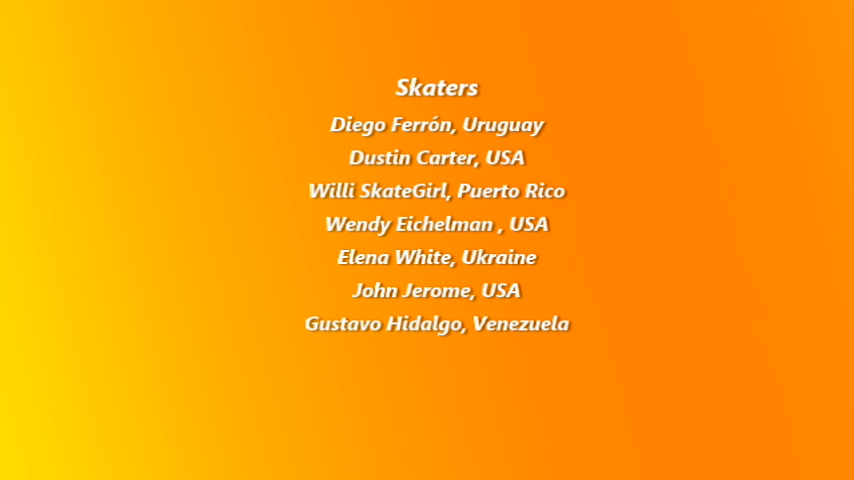 Skaters
Diego Ferrón, Uruguay
Dustin Carter, USA
Willi SkateGirl, Puerto Rico
Wendy Eichelman , USA
Elena White, Ukraine
John Jerome, USA
Gustavo Hidalgo, Venezuela